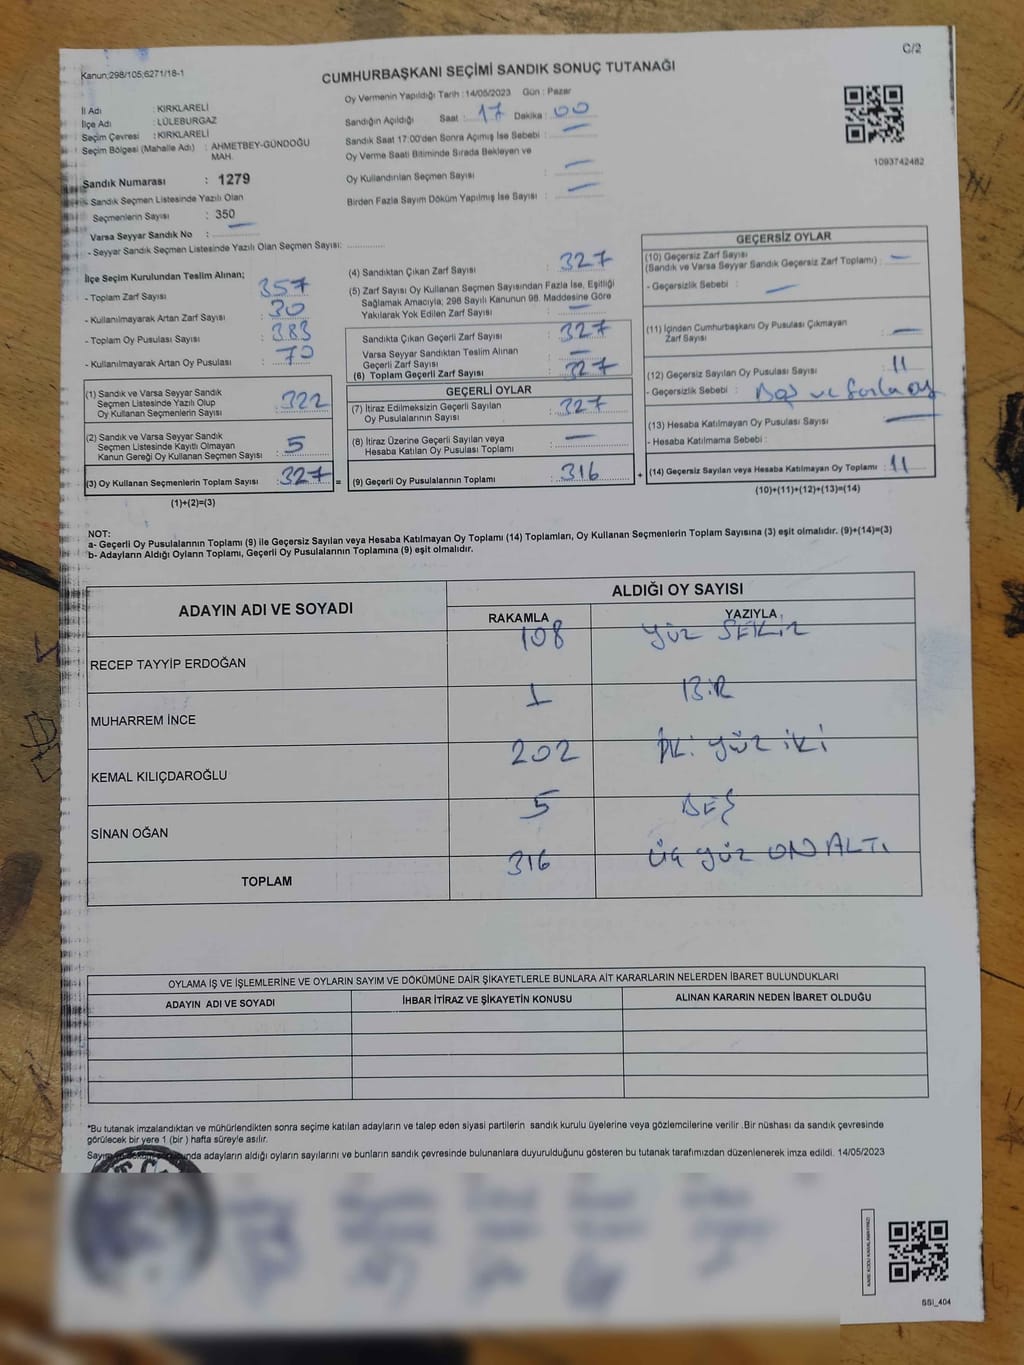 C/2
Kanun;298/105;6271/18-1
CUMHURBAŞKANI SEÇİMİ SANDIK SONUÇ TUTANAĞI
İl Adı : KIRKLARELİ
İlçe Adı : LÜLEBURGAZ
Seçim Çevresi : KIRKLARELİ
Seçim Bölgesi (Mahalle Adı) : AHMETBEY-GÜNDOĞU MAH.
Sandık Numarası : 1279
- Sandık Seçmen Listesinde Yazılı Olan
Seçmenlerin Sayısı : 350
Varsa Seyyar Sandık No : —
- Seyyar Sandık Seçmen Listesinde Yazılı Olan Seçmen Sayısı: ............
Oy Vermenin Yapıldığı Tarih : 14/05/2023 Gün : Pazar
Sandığın Açıldığı Saat : 17 Dakika : 00
Sandık Saat 17:00'den Sonra Açımış İse Sebebi : —
Oy Verme Saati Bitiminde Sırada Bekleyen ve
Oy Kullandırılan Seçmen Sayısı : —
Birden Fazla Sayım Döküm Yapılmış İse Sayısı : —
1093742482
İlçe Seçim Kurulundan Teslim Alınan;
- Toplam Zarf Sayısı : 357
- Kullanılmayarak Artan Zarf Sayısı : 30
- Toplam Oy Pusulası Sayısı : 383
- Kullanılmayarak Artan Oy Pusulası : 70
(1) Sandık ve Varsa Seyyar Sandık
Seçmen Listesinde Yazılı Olup
Oy Kullanan Seçmenlerin Sayısı : 322
(2) Sandık ve Varsa Seyyar Sandık
Seçmen Listesinde Kayıtlı Olmayan
Kanun Gereği Oy Kullanan Seçmen Sayısı : 5
(3) Oy Kullanan Seçmenlerin Toplam Sayısı : 327 =
(1)+(2)=(3)
(4) Sandıktan Çıkan Zarf Sayısı : 327
(5) Zarf Sayısı Oy Kullanan Seçmen Sayısından Fazla İse, Eşitliği
Sağlamak Amacıyla; 298 Sayılı Kanunun 98. Maddesine Göre
Yakılarak Yok Edilen Zarf Sayısı : —
Sandıkta Çıkan Geçerli Zarf Sayısı : 327
Varsa Seyyar Sandıktan Teslim Alınan
Geçerli Zarf Sayısı : —
(6) Toplam Geçerli Zarf Sayısı : 327
GEÇERLİ OYLAR
(7) İtiraz Edilmeksizin Geçerli Sayılan
Oy Pusulasının Sayısı : 327
(8) İtiraz Üzerine Geçerli Sayılan veya
Hesaba Katılan Oy Pusulası Toplamı : —
(9) Geçerli Oy Pusulalarının Toplamı : 316 +
GEÇERSİZ OYLAR
(10) Geçersiz Zarf Sayısı
(Sandık ve Varsa Seyyar Sandık Geçersiz Zarf Toplamı) : —
- Geçersizlik Sebebi : —
(11) İçinden Cumhurbaşkanı Oy Pusulası Çıkmayan
Zarf Sayısı : —
(12) Geçersiz Sayılan Oy Pusulası Sayısı : 11
- Geçersizlik Sebebi : Boş ve fazla oy
(13) Hesaba Katılmayan Oy Pusulası Sayısı : —
- Hesaba Katılmama Sebebi :
(14) Geçersiz Sayılan veya Hesaba Katılmayan Oy Toplamı : 11
(10)+(11)+(12)+(13)=(14)
NOT:
a- Geçerli Oy Pusulalarının Toplamı (9) ile Geçersiz Sayılan veya Hesaba Katılmayan Oy Toplamı (14) Toplamları, Oy Kullanan Seçmenlerin Toplam Sayısına (3) eşit olmalıdır. (9)+(14)=(3)
b- Adayların Aldığı Oyların Toplamı, Geçerli Oy Pusulalarının Toplamına (9) eşit olmalıdır.
ADAYIN ADI VE SOYADI ALDIĞI OY SAYISI
RAKAMLA YAZIYLA
RECEP TAYYİP ERDOĞAN 108 YÜZ SEKİZ
MUHARREM İNCE 1 BİR
KEMAL KILIÇDAROĞLU 202 İKİ YÜZ İKİ
SİNAN OĞAN 5 BEŞ
TOPLAM 316 ÜÇ YÜZ ON ALTI
OYLAMA İŞ VE İŞLEMLERİNE VE OYLARIN SAYIM VE DÖKÜMÜNE DAİR ŞİKAYETLERLE BUNLARA AİT KARARLARIN NELERDEN İBARET BULUNDUKLARI
ADAYIN ADI VE SOYADI İHBAR İTİRAZ VE ŞİKAYETİN KONUSU ALINAN KARARIN NEDEN İBARET OLDUĞU
*Bu tutanak imzalandıktan ve mühürlendikten sonra seçime katılan adayların ve talep eden siyasi partilerin sandık kurulu üyelerine veya gözlemcilerine verilir .Bir nüshası da sandık çevresinde
görülecek bir yere 1 (bir ) hafta süreyle asılır.
adayların aldığı oyların sayılarını ve bunların sandık çevresinde bulunanlara duyurulduğunu gösteren bu tutanak tarafımızdan düzenlenerek imza edildi. 14/05/2023
SSI_404